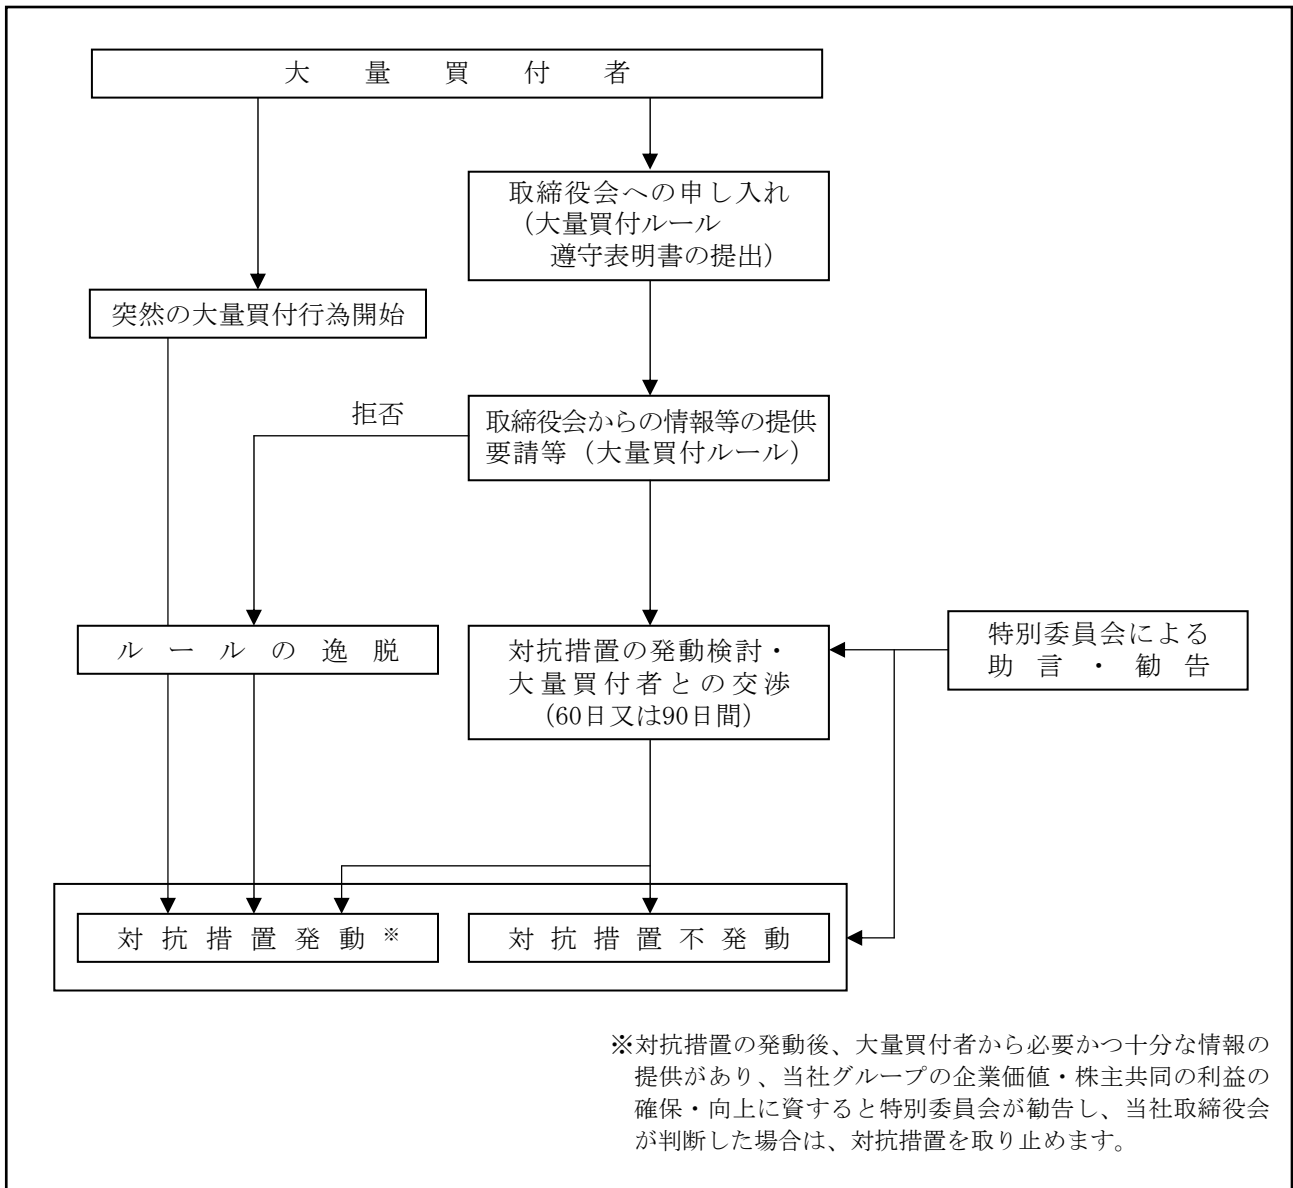 大量買付者
取締役会への申し入れ
（大量買付ルール
遵守表明書の提出）
突然の大量買付行為開始
拒否
取締役会からの情報等の提供
要請等（大量買付ルール）
ルールの逸脱
対抗措置の発動検討・
大量買付者との交渉
（60日又は90日間）
特別委員会による
助言・勧告
対抗措置発動※
対抗措置不発動
※対抗措置の発動後、大量買付者から必要かつ十分な情報の
提供があり、当社グループの企業価値・株主共同の利益の
確保・向上に資すると特別委員会が勧告し、当社取締役会
が判断した場合は、対抗措置を取り止めます。